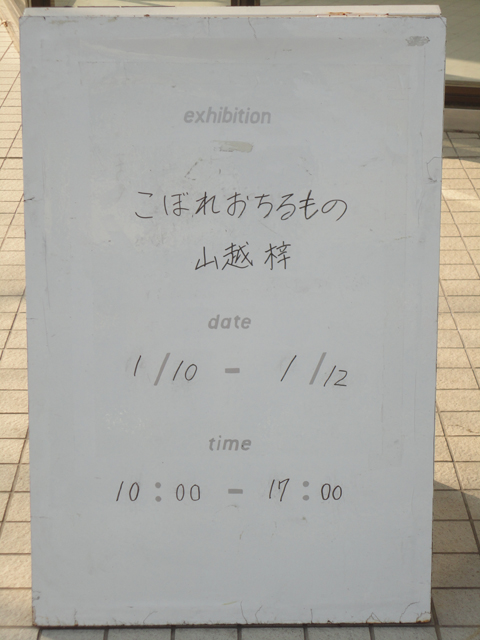 exhibition
こぼれおちるもの
山越 梓
date
1/10 - 1/12
time
10:00 - 17:00